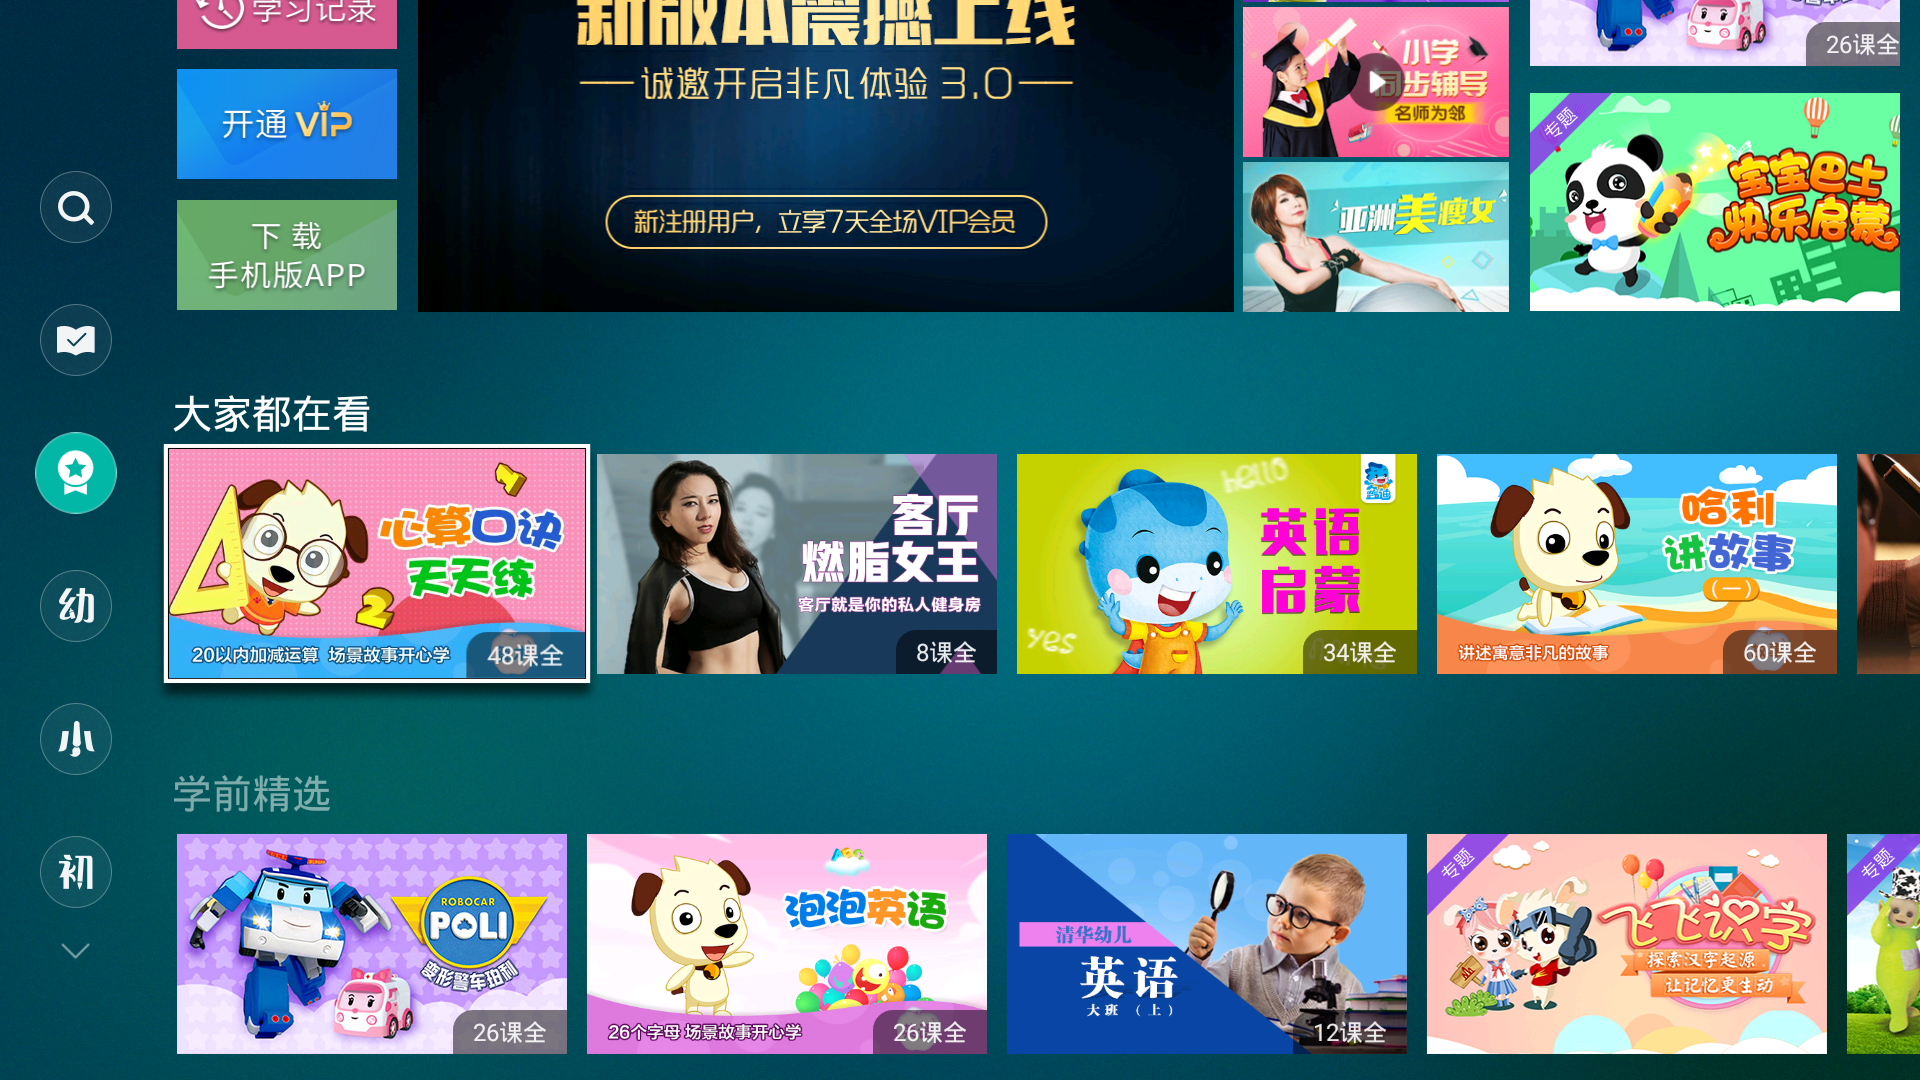 学习记录
开通VIP
下 载
手机版APP
新版本震撼上线
诚邀开启非凡体验 3.0
新注册用户，立享7天全场VIP会员
小学
同步辅导
名师为邻
亚洲美瘦女
26课全
专题
宝宝巴士
快乐启蒙
大家都在看
心算口诀
天天练
1
4
2
20以内加减运算 场景故事开心学
48课全
客厅
燃脂女王
客厅就是你的私人健身房
8课全
hello
英语
启蒙
yes
34课全
哈利
讲故事
(一)
讲述寓意非凡的故事
60课全
幼
小
初
学前精选
ROBOCAR
POLI
变形警车珀利
26课全
ABC
泡泡英语
26个字母 场景故事开心学
26课全
清华幼儿
英语
大班（上）
12课全
专题
飞飞识字
探索汉字起源
让记忆更生动
专题